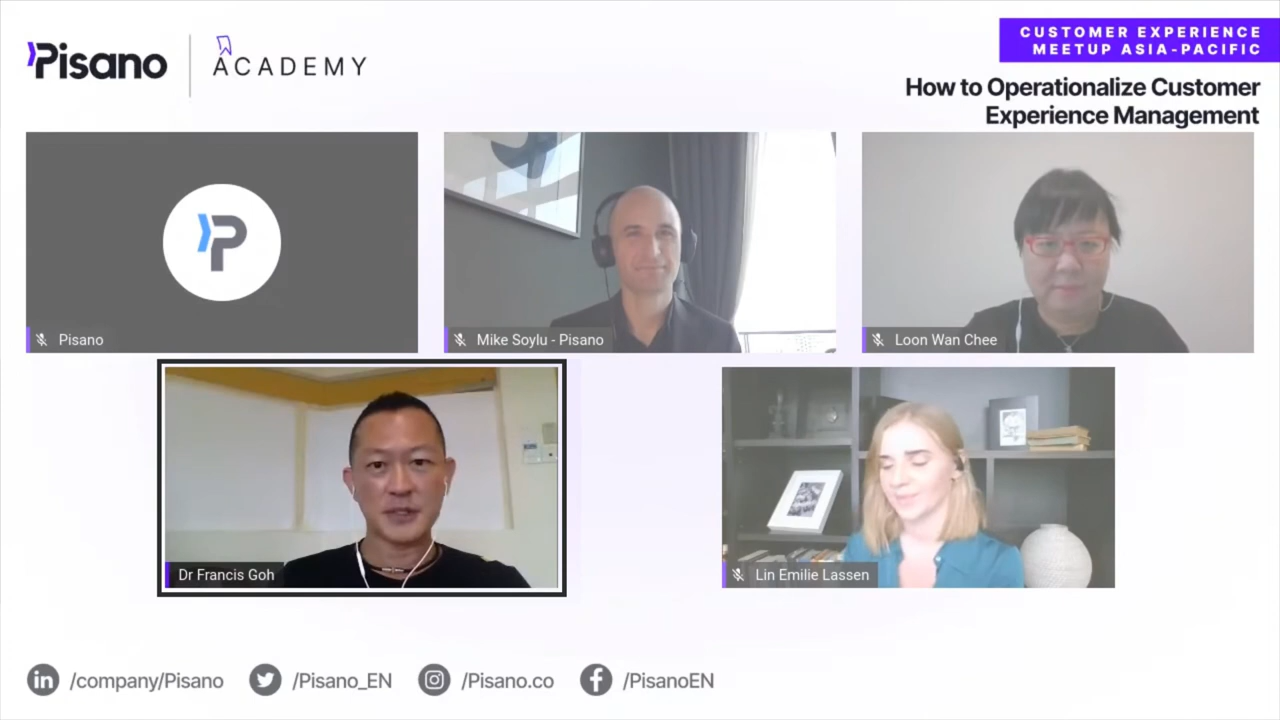 Pisano
ACADEMY
CUSTOMER EXPERIENCE
MEETUP ASIA-PACIFIC
How to Operationalize Customer
Experience Management
Pisano
Mike Soylu - Pisano
Loon Wan Chee
Dr Francis Goh
Lin Emilie Lassen
/company/Pisano
/Pisano_EN
/Pisano.co
/PisanoEN